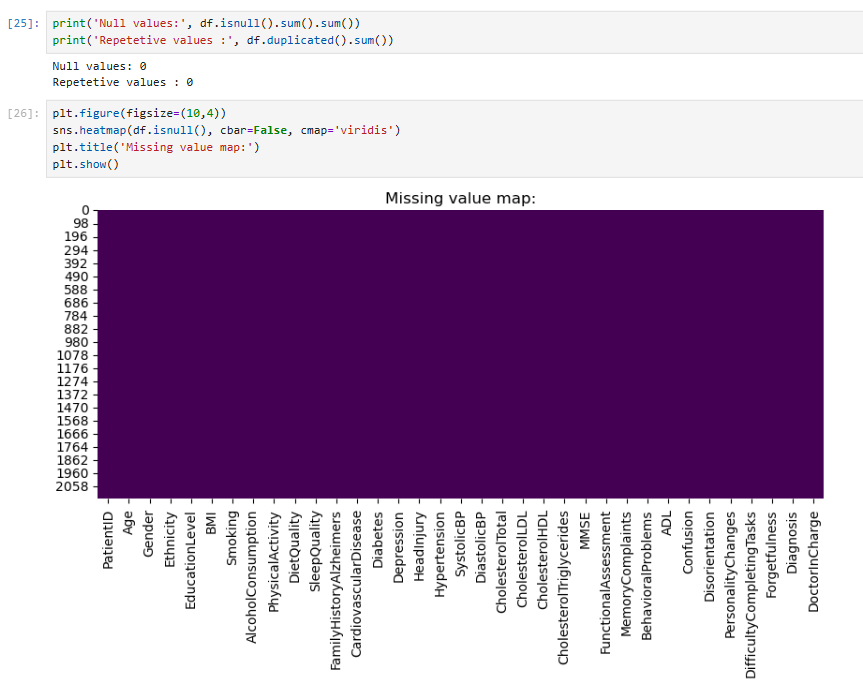 [25]: print('Null values:', df.isnull().sum().sum())
print('Repetetive values :', df.duplicated().sum())
Null values: 0
Repetetive values : 0
[26]: plt.figure(figsize=(10,4))
sns.heatmap(df.isnull(), cbar=False, cmap='viridis')
plt.title('Missing value map:')
plt.show()
Missing value map:
0
98
196
294
392
490
588
686
784
882
980
1078
1176
1274
1372
1470
1568
1666
1764
1862
1960
2058
PatientID
Age
Gender
Ethnicity
EducationLevel
BMI
Smoking
AlcoholConsumption
PhysicalActivity
DietQuality
SleepQuality
FamilyHistoryAlzheimers
CardiovascularDisease
Diabetes
Depression
HeadInjury
Hypertension
SystolicBP
DiastolicBP
CholesterolTotal
CholesterolLDL
CholesterolHDL
CholesterolTriglycerides
MMSE
FunctionalAssessment
MemoryComplaints
BehavioralProblems
ADL
Confusion
Disorientation
PersonalityChanges
DifficultyCompletingTasks
Forgetfulness
Diagnosis
DoctorInCharge